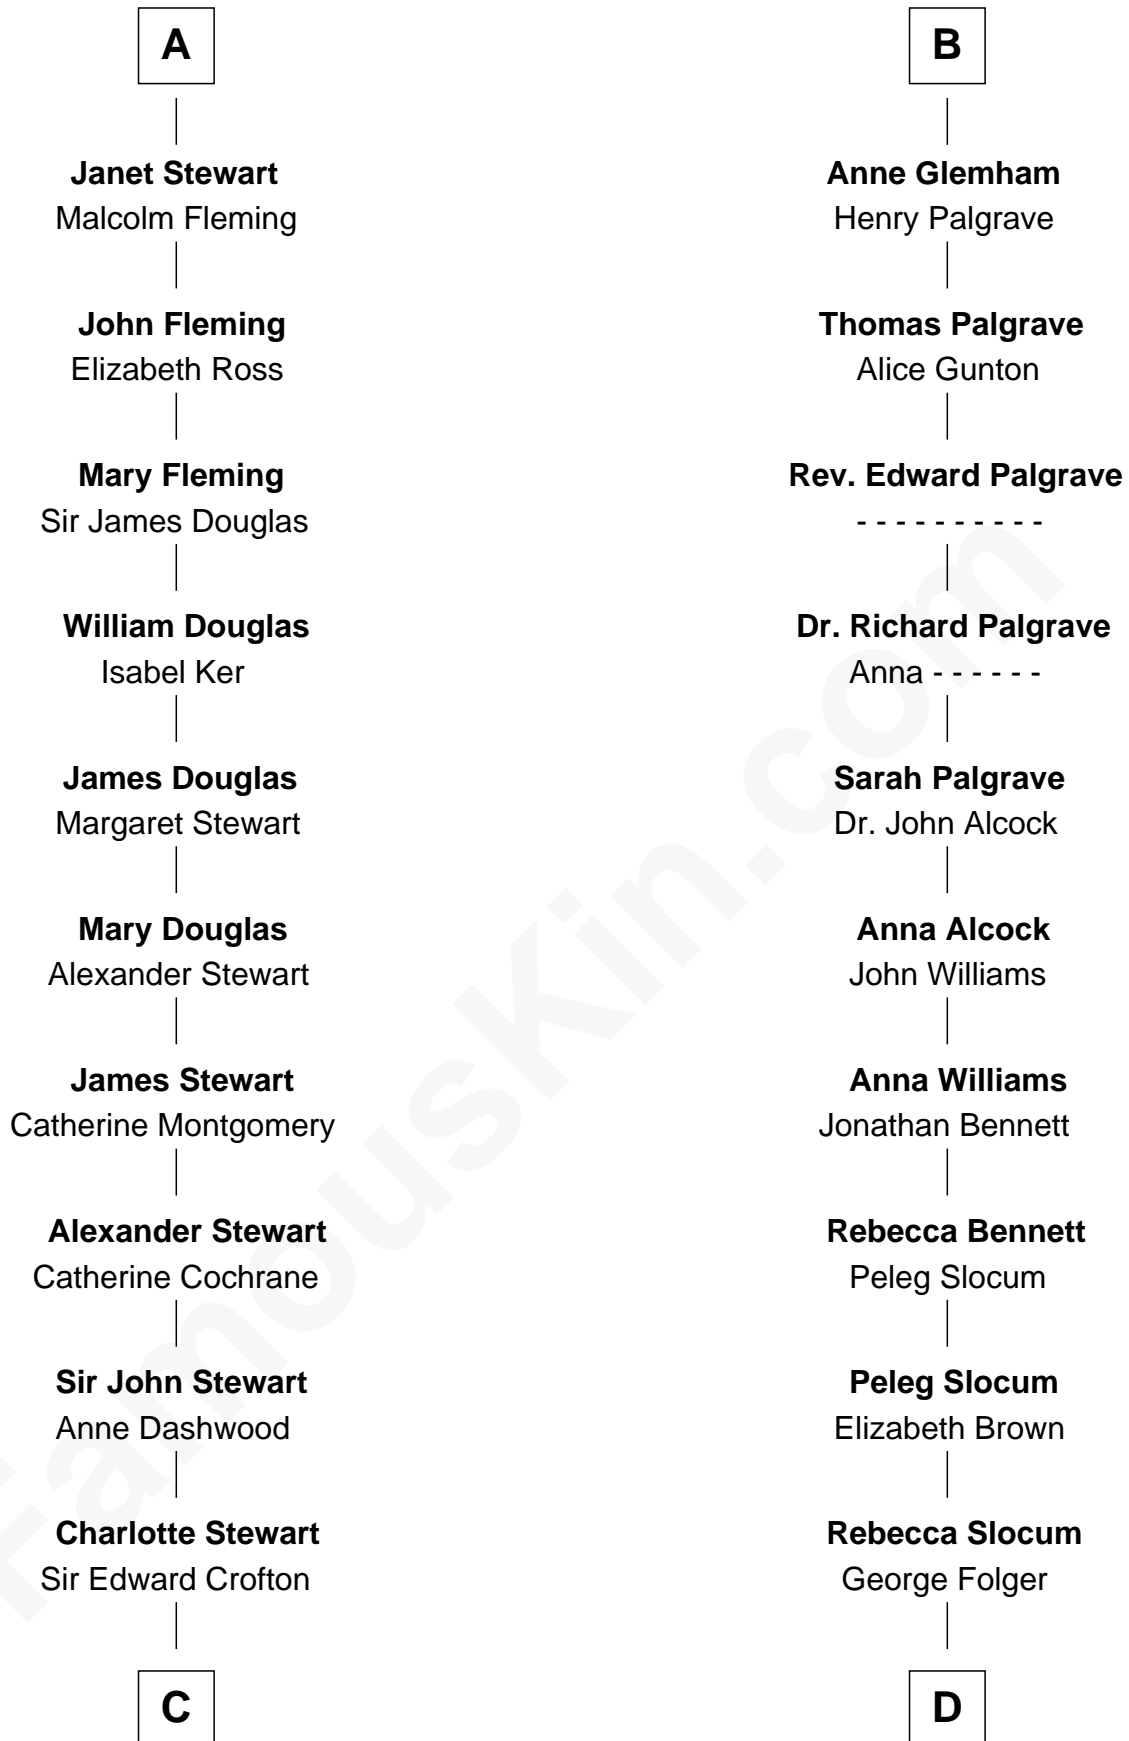 A
B
Janet Stewart
Malcolm Fleming
Anne Glemham
Henry Palgrave
John Fleming
Elizabeth Ross
Thomas Palgrave
Alice Gunton
Mary Fleming
Sir James Douglas
Rev. Edward Palgrave
- - - - - - - - - -
William Douglas
Isabel Ker
Dr. Richard Palgrave
Anna - - - - - -
James Douglas
Margaret Stewart
Sarah Palgrave
Dr. John Alcock
Mary Douglas
Alexander Stewart
Anna Alcock
John Williams
James Stewart
Catherine Montgomery
Anna Williams
Jonathan Bennett
Alexander Stewart
Catherine Cochrane
Rebecca Bennett
Peleg Slocum
Sir John Stewart
Anne Dashwood
Peleg Slocum
Elizabeth Brown
Charlotte Stewart
Sir Edward Crofton
Rebecca Slocum
George Folger
C
D
FamousKin.com